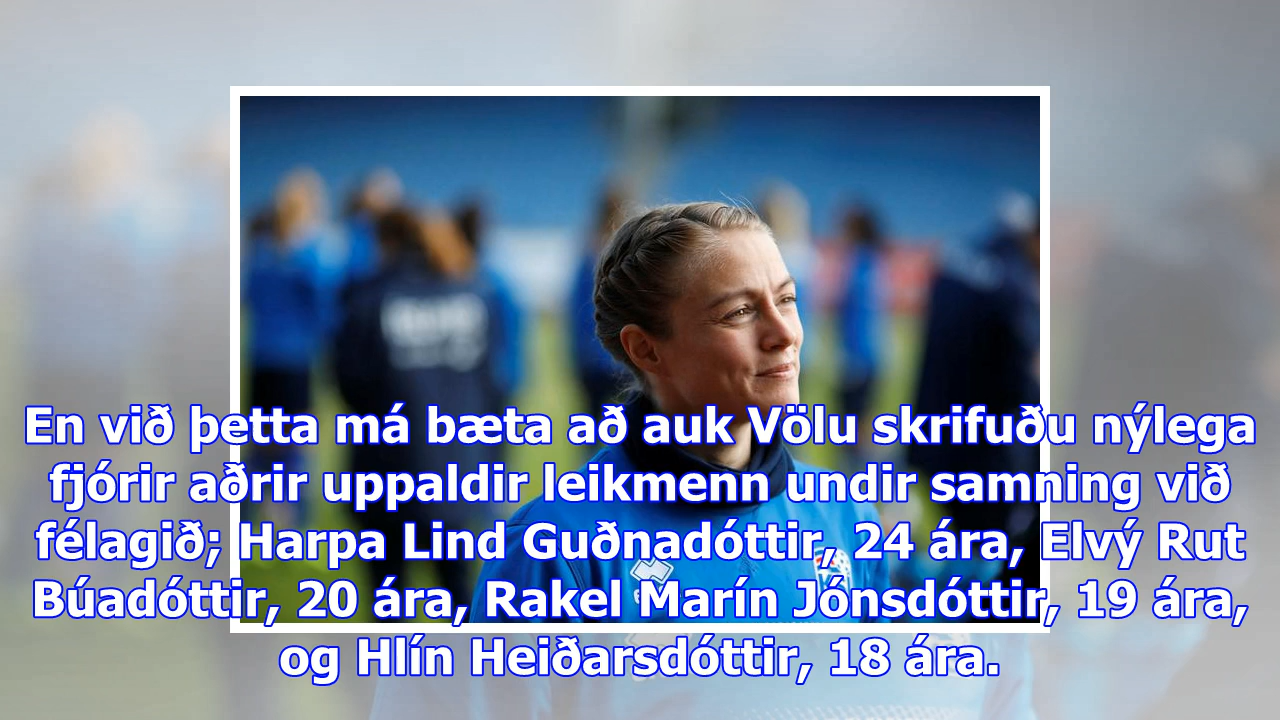 En við þetta má bæta að auk Völu skrifuðu nýlega
fjórir aðrir uppaldir leikmenn undir samning við
félagið; Harpa Lind Guðnadóttir, 24 ára, Elvý Rut
Búadóttir, 20 ára, Rakel Marín Jónsdóttir, 19 ára,
og Hlín Heiðarsdóttir, 18 ára.